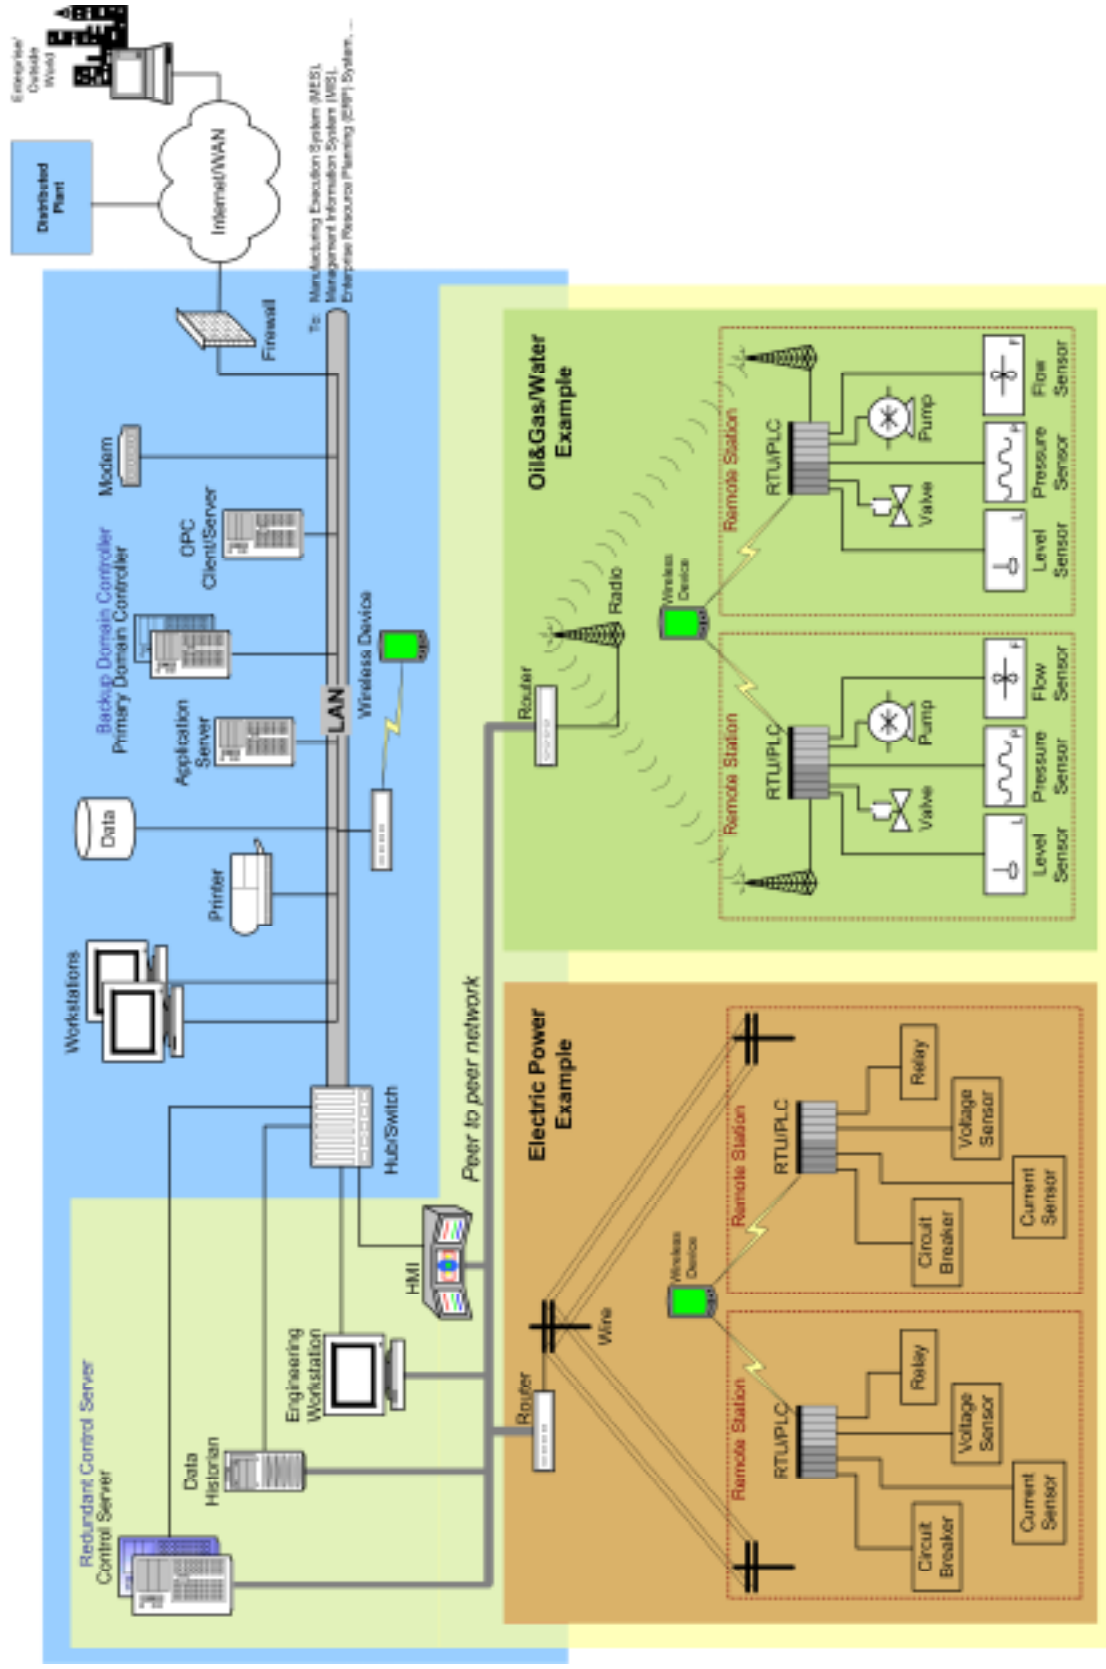 Enterprise/
Outside
World
Distributed
Plant
Internet/WAN
To: Manufacturing Execution System (MES),
Management Information System (MIS),
Enterprise Resource Planning (ERP) System, ...
Firewall
Modem
OPC
Client/Server
Backup Domain Controller
Primary Domain Controller
Application
Server
Data
Printer
Workstations
LAN
Wireless Device
Hub/Switch
Redundant Control Server
Control Server
Data
Historian
Engineering
Workstation
HMI
Peer to peer network
Electric Power
Example
Router
Wire
Wireless
Device
Remote Station
RTU/PLC
Circuit
Breaker
Current
Sensor
Voltage
Sensor
Relay
Remote Station
RTU/PLC
Circuit
Breaker
Current
Sensor
Voltage
Sensor
Relay
Oil&Gas/Water
Example
Router
Radio
Wireless
Device
Remote Station
RTU/PLC
Valve
Pump
L
P
F
Level
Sensor
Pressure
Sensor
Flow
Sensor
Remote Station
RTU/PLC
Valve
Pump
L
P
F
Level
Sensor
Pressure
Sensor
Flow
Sensor